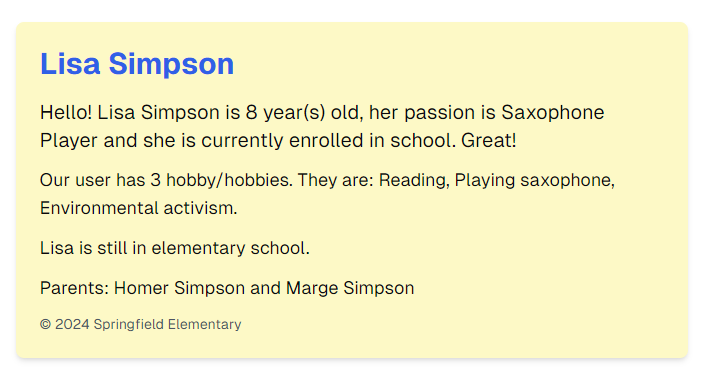 Lisa Simpson
Hello! Lisa Simpson is 8 year(s) old, her passion is Saxophone
Player and she is currently enrolled in school. Great!
Our user has 3 hobby/hobbies. They are: Reading, Playing saxophone,
Environmental activism.
Lisa is still in elementary school.
Parents: Homer Simpson and Marge Simpson
© 2024 Springfield Elementary